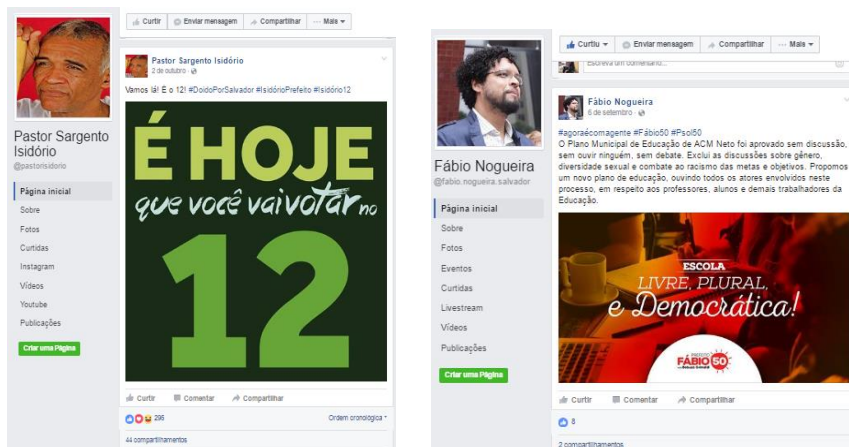 Curtir
Enviar mensagem
Compartilhar
Mais
Pastor Sargento Isidório
2 de outubro
Vamos lá! É o 12! #DoidoPorSalvador #IsidórioPrefeito #Isidório12
É HOJE
que você vai votar no
12
Pastor Sargento
Isidório
@pastorisidorio
Página inicial
Sobre
Fotos
Curtidas
Instagram
Vídeos
Youtube
Publicações
Criar uma Página
Curtir
Comentar
Compartilhar
296
Ordem cronológica
44 compartilhamentos
Curtiu
Enviar mensagem
Compartilhar
Mais
Escreva um comentário...
Fábio Nogueira
6 de setembro
#agoraécomagente #Fábio50 #Psol50
O Plano Municipal de Educação de ACM Neto foi aprovado sem discussão,
sem ouvir ninguém, sem debate. Exclui as discussões sobre gênero,
diversidade sexual e combate ao racismo das metas e objetivos. Propomos
um novo plano de educação, ouvindo todos os atores envolvidos neste
processo, em respeito aos professores, alunos e demais trabalhadores da
Educação.
ESCOLA
LIVRE, PLURAL,
e Democrática!
PREFEITO
FÁBIO 50
Fábio Nogueira
@fabio.nogueira.salvador
Página inicial
Sobre
Fotos
Eventos
Curtidas
Livestream
Vídeos
Publicações
Criar uma Página
Curtir
Comentar
Compartilhar
8
2 compartilhamentos